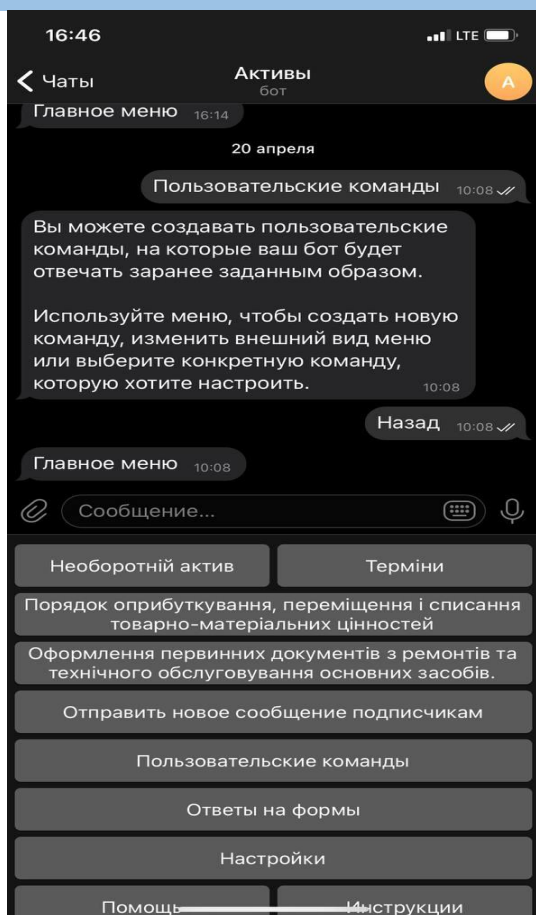 16:46
LTE
Чаты
Активы
бот
А
Главное меню 16:14
20 апреля
Пользовательские команды 10:08
Вы можете создавать пользовательские
команды, на которые ваш бот будет
отвечать заранее заданным образом.
Используйте меню, чтобы создать новую
команду, изменить внешний вид меню
или выберите конкретную команду,
которую хотите настроить. 10:08
Назад 10:08
Главное меню 10:08
Сообщение...
Необоротній актив
Терміни
Порядок оприбуткування, переміщення і списання
товарно-матеріальних цінностей
Оформлення первинних документів з ремонтів та
технічного обслуговування основних засобів.
Отправить новое сообщение подписчикам
Пользовательские команды
Ответы на формы
Настройки
Помощь
Инструкции